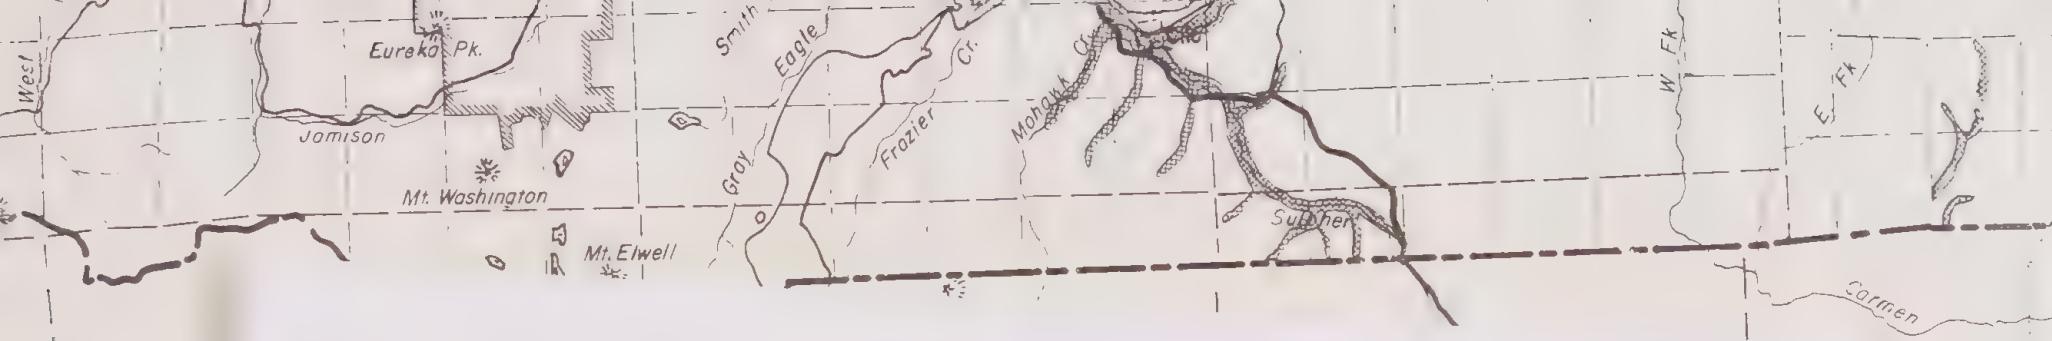 West
Eureka Pk.
Jamison
Mt. Washington
Mt. Elwell
Smith
Eagle
Gray
Frazier
Cr.
Mohawk
Cr.
Sulpher
W Fk
E Fk
Carmen